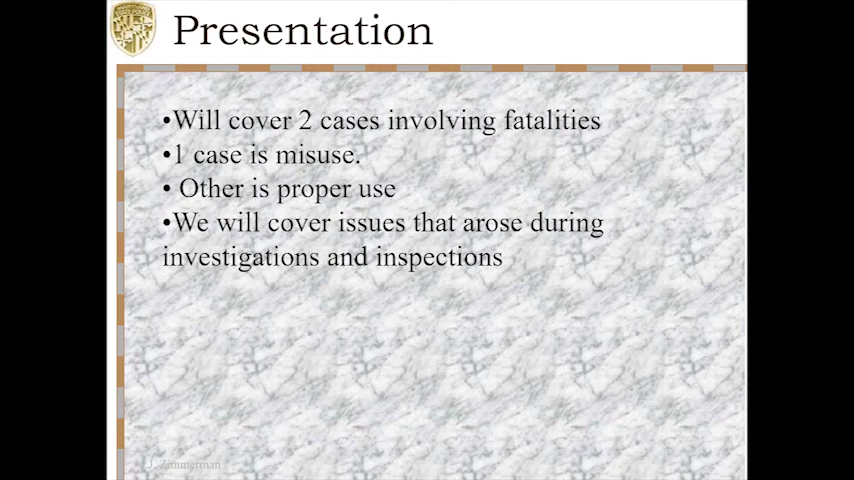 Presentation
•Will cover 2 cases involving fatalities
•1 case is misuse.
• Other is proper use
•We will cover issues that arose during
investigations and inspections
J. Zimmerman